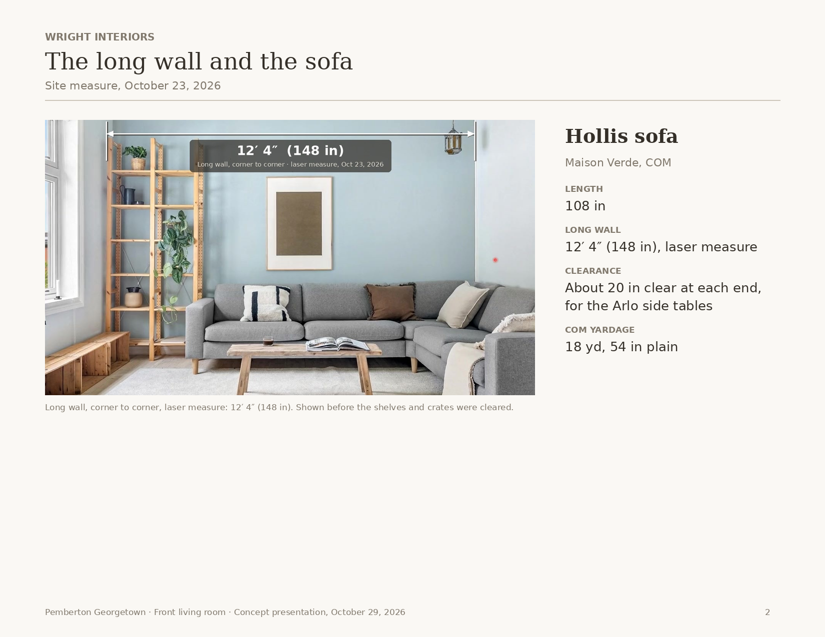 WRIGHT INTERIORS
The long wall and the sofa
Site measure, October 23, 2026
12′ 4″ (148 in)
Long wall, corner to corner · laser measure, Oct 23, 2026
Long wall, corner to corner, laser measure: 12′ 4″ (148 in). Shown before the shelves and crates were cleared.
Hollis sofa
Maison Verde, COM
LENGTH
108 in
LONG WALL
12′ 4″ (148 in), laser measure
CLEARANCE
About 20 in clear at each end,
for the Arlo side tables
COM YARDAGE
18 yd, 54 in plain
Pemberton Georgetown · Front living room · Concept presentation, October 29, 2026
2